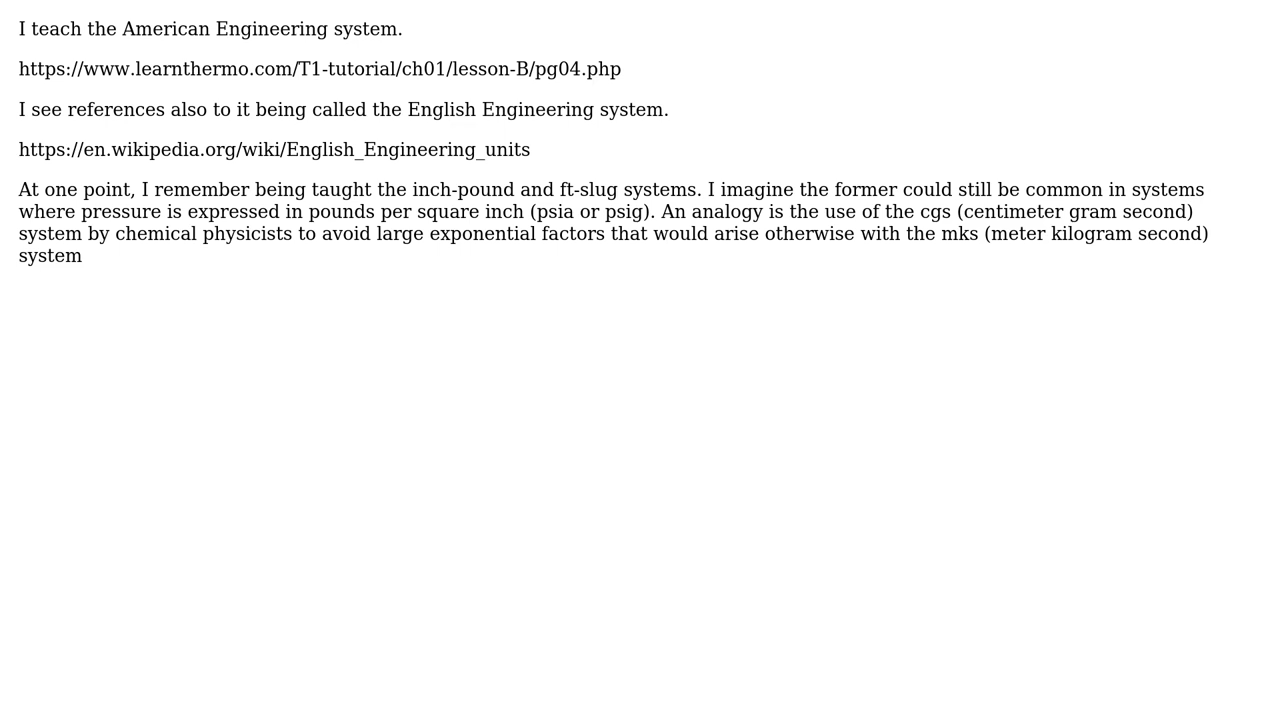 I teach the American Engineering system.
https://www.learnthermo.com/T1-tutorial/ch01/lesson-B/pg04.php
I see references also to it being called the English Engineering system.
https://en.wikipedia.org/wiki/English_Engineering_units
At one point, I remember being taught the inch-pound and ft-slug systems. I imagine the former could still be common in systems
where pressure is expressed in pounds per square inch (psia or psig). An analogy is the use of the cgs (centimeter gram second)
system by chemical physicists to avoid large exponential factors that would arise otherwise with the mks (meter kilogram second)
system